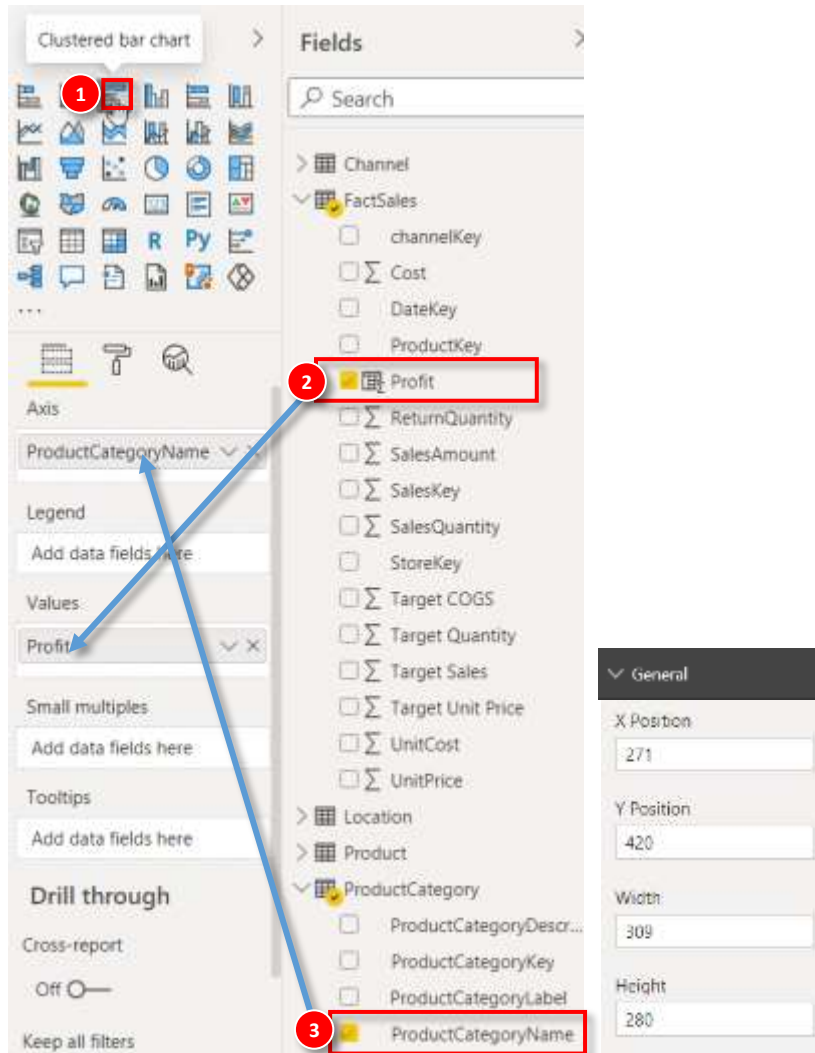 Clustered bar chart
1
R
Py
...
Axis
ProductCategoryName
Legend
Add data fields here
Values
Profit
Small multiples
Add data fields here
Tooltips
Add data fields here
Drill through
Cross-report
Off
Keep all filters
Fields
Search
Channel
FactSales
channelKey
Cost
DateKey
ProductKey
2
Profit
ReturnQuantity
SalesAmount
SalesKey
SalesQuantity
StoreKey
Target COGS
Target Quantity
Target Sales
Target Unit Price
UnitCost
UnitPrice
Location
Product
ProductCategory
ProductCategoryDescr...
ProductCategoryKey
ProductCategoryLabel
3
ProductCategoryName
General
X Position
271
Y Position
420
Width
309
Height
280